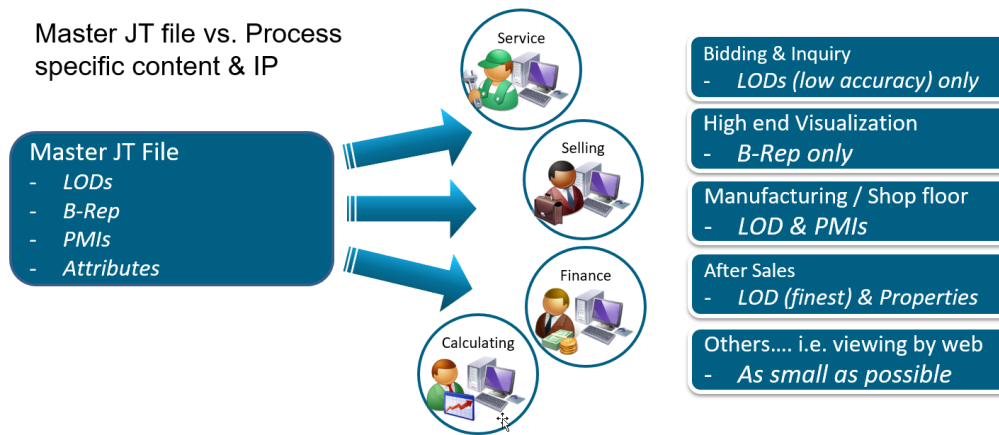 Master JT file vs. Process
specific content & IP
Master JT File
- LODs
- B-Rep
- PMIs
- Attributes
Service
Selling
Finance
Calculating
Bidding & Inquiry
- LODs (low accuracy) only
High end Visualization
- B-Rep only
Manufacturing / Shop floor
- LOD & PMIs
After Sales
- LOD (finest) & Properties
Others.... i.e. viewing by web
- As small as possible